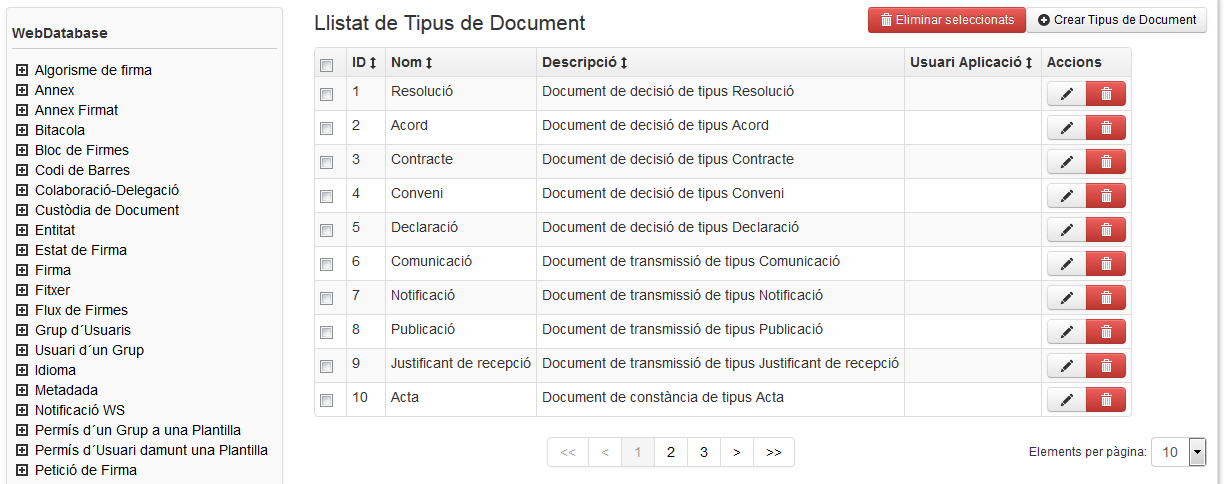 WebDatabase
Algorisme de firma
Annex
Annex Firmat
Bitacola
Bloc de Firmes
Codi de Barres
Colaboració-Delegació
Custòdia de Document
Entitat
Estat de Firma
Firma
Fitxer
Flux de Firmes
Grup d´Usuaris
Usuari d´un Grup
Idioma
Metadada
Notificació WS
Permís d´un Grup a una Plantilla
Permís d´Usuari damunt una Plantilla
Petició de Firma
Llistat de Tipus de Document
Eliminar seleccionats Crear Tipus de Document
ID Nom Descripció Usuari Aplicació Accions
1 Resolució Document de decisió de tipus Resolució
2 Acord Document de decisió de tipus Acord
3 Contracte Document de decisió de tipus Contracte
4 Conveni Document de decisió de tipus Conveni
5 Declaració Document de decisió de tipus Declaració
6 Comunicació Document de transmissió de tipus Comunicació
7 Notificació Document de transmissió de tipus Notificació
8 Publicació Document de transmissió de tipus Publicació
9 Justificant de recepció Document de transmissió de tipus Justificant de recepció
10 Acta Document de constància de tipus Acta
<< < 1 2 3 > >>
Elements per pàgina: 10